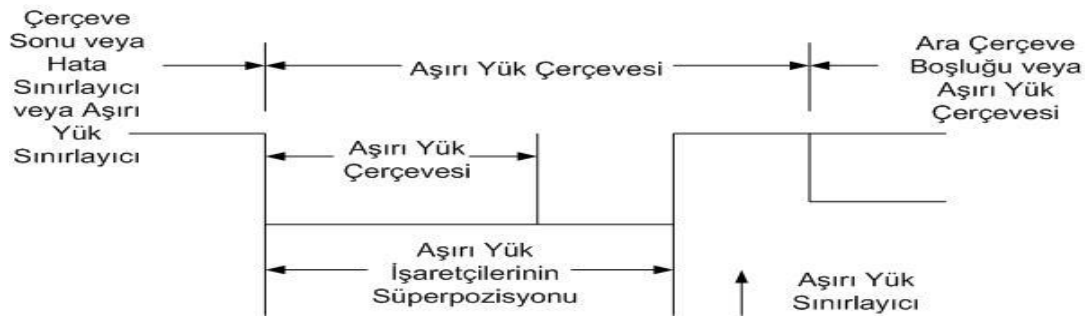 Çerçeve
Sonu veya
Hata
Sınırlayıcı
veya Aşırı
Yük
Sınırlayıcı
Aşırı Yük Çerçevesi
Ara Çerçeve
Boşluğu veya
Aşırı Yük
Çerçevesi
Aşırı Yük
Çerçevesi
Aşırı Yük
İşaretçilerinin
Süperpozisyonu
Aşırı Yük
Sınırlayıcı